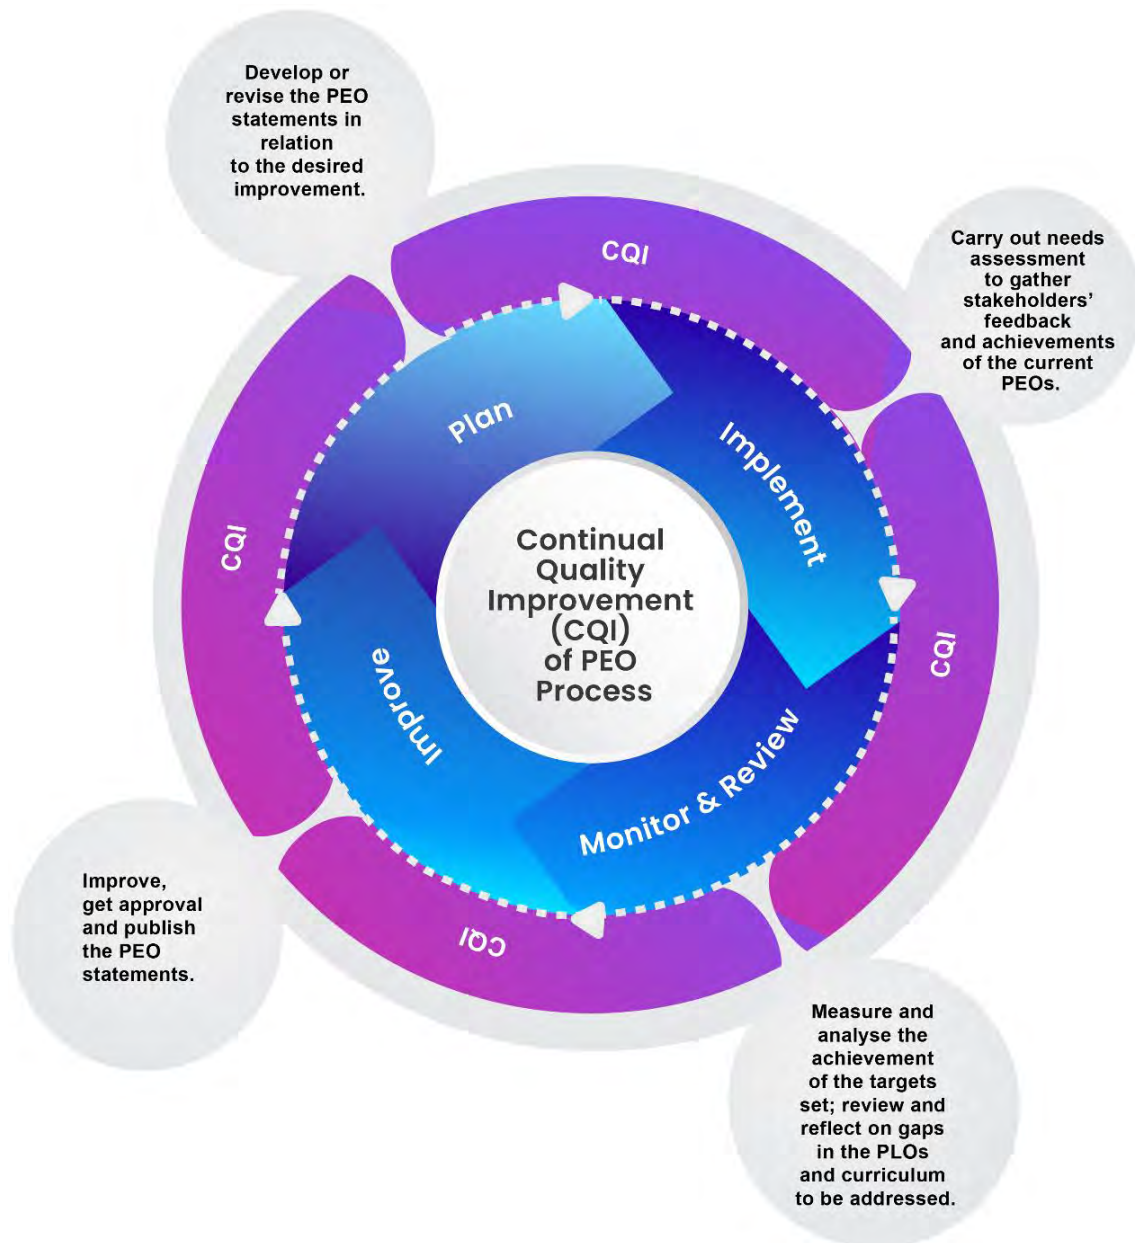 Develop or
revise the PEO
statements in
relation
to the desired
improvement.
CQI
Carry out needs
assessment
to gather
stakeholders’
feedback
and achievements
of the current
PEOs.
Plan
Implement
CQI
Continual
Quality
Improvement
(CQI)
of PEO
Process
CQI
Improve
Monitor & Review
Improve,
get approval
and publish
the PEO
statements.
CQI
Measure and
analyse the
achievement
of the targets
set; review and
reflect on gaps
in the PLOs
and curriculum
to be addressed.